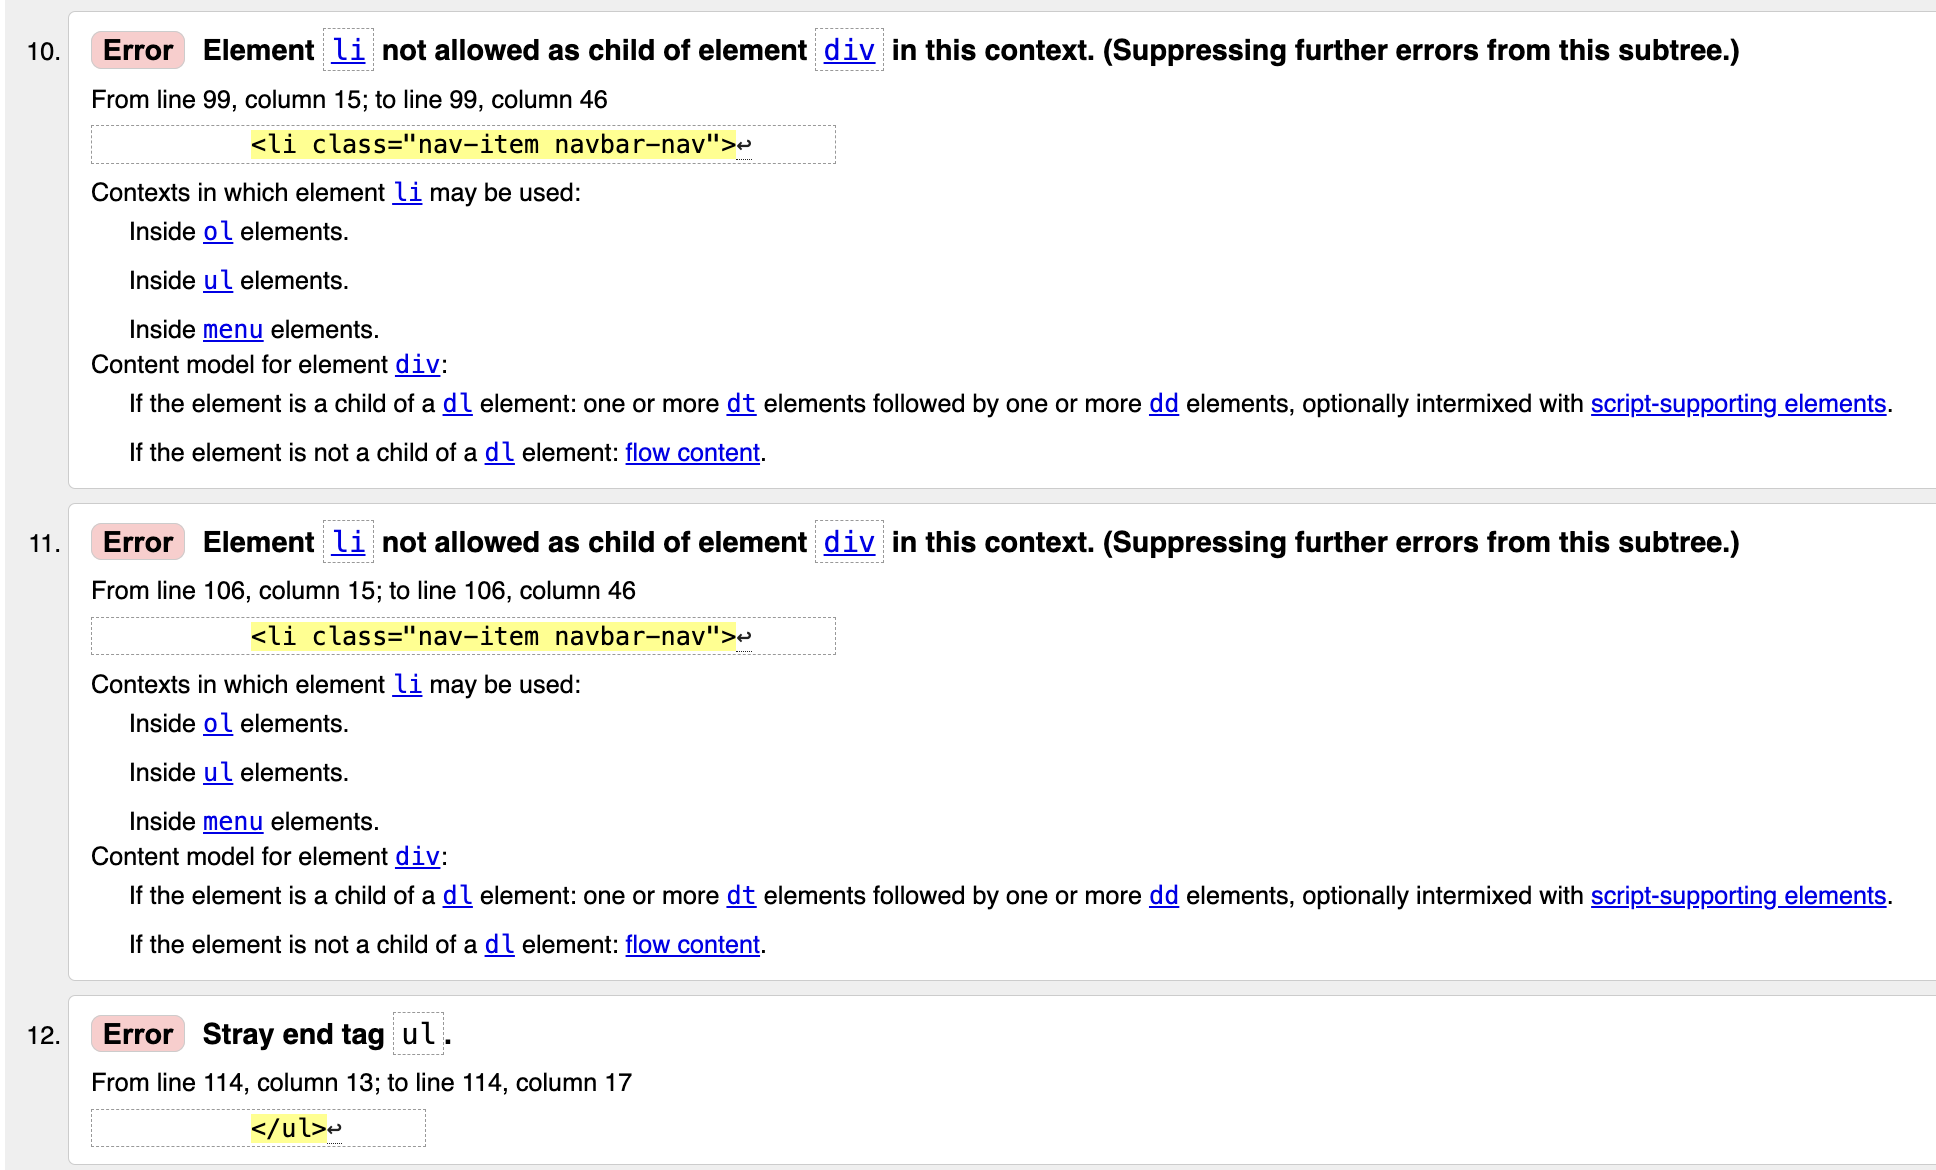 10. Error Element li not allowed as child of element div in this context. (Suppressing further errors from this subtree.)
From line 99, column 15; to line 99, column 46
<li class="nav-item navbar-nav">↩
Contexts in which element li may be used:
Inside ol elements.
Inside ul elements.
Inside menu elements.
Content model for element div:
If the element is a child of a dl element: one or more dt elements followed by one or more dd elements, optionally intermixed with script-supporting elements.
If the element is not a child of a dl element: flow content.
11. Error Element li not allowed as child of element div in this context. (Suppressing further errors from this subtree.)
From line 106, column 15; to line 106, column 46
<li class="nav-item navbar-nav">↩
Contexts in which element li may be used:
Inside ol elements.
Inside ul elements.
Inside menu elements.
Content model for element div:
If the element is a child of a dl element: one or more dt elements followed by one or more dd elements, optionally intermixed with script-supporting elements.
If the element is not a child of a dl element: flow content.
12. Error Stray end tag ul.
From line 114, column 13; to line 114, column 17
</ul>↩